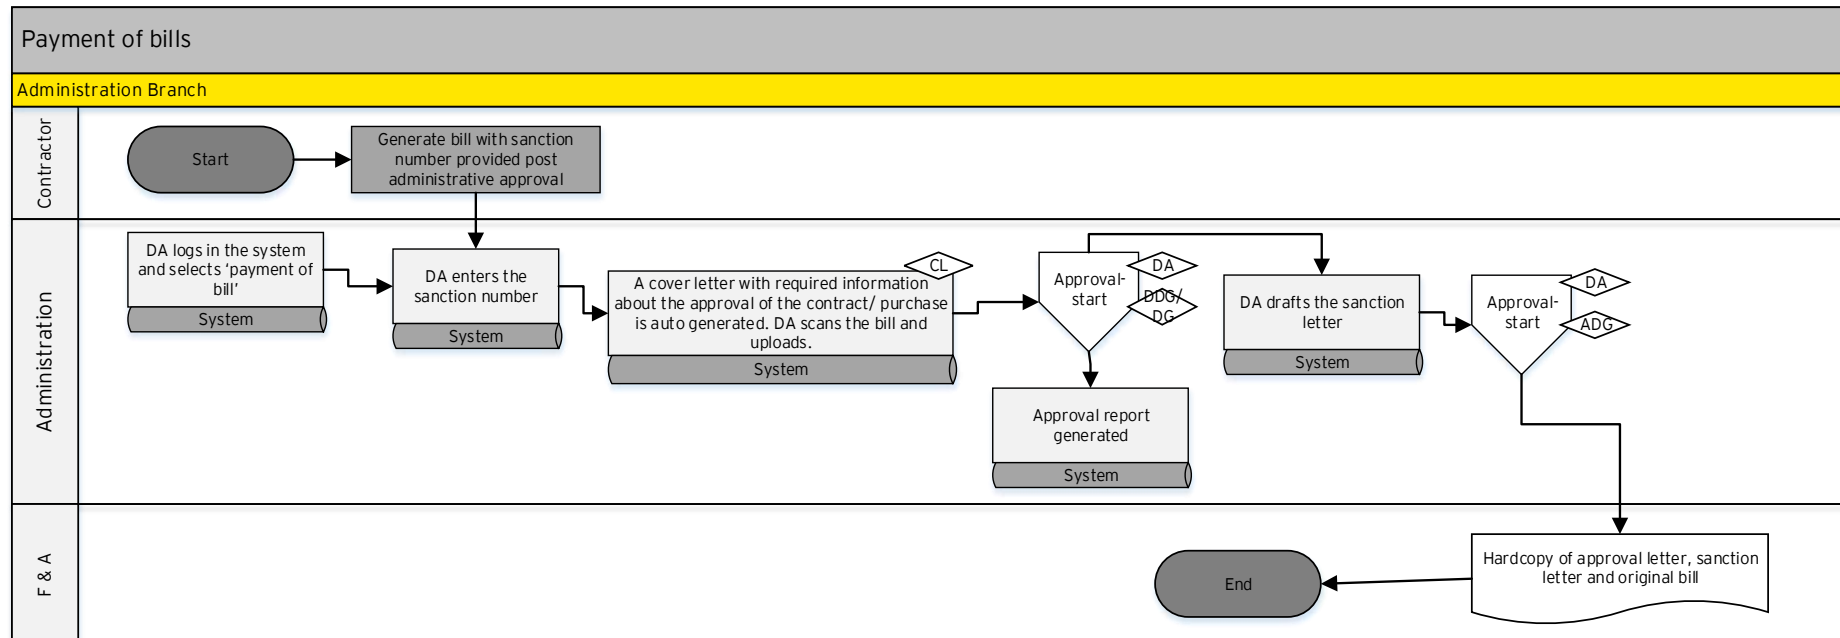 Payment of bills
Administration Branch
Contractor
Start
Generate bill with sanction
number provided post
administrative approval
Administration
DA logs in the system
and selects ‘payment of
bill’
System
DA enters the
sanction number
System
CL
A cover letter with required information
about the approval of the contract/ purchase
is auto generated. DA scans the bill and
uploads.
System
Approval-
start
DA
DDG/
DG
Approval report
generated
System
DA drafts the sanction
letter
System
Approval-
start
DA
ADG
F & A
End
Hardcopy of approval letter, sanction
letter and original bill